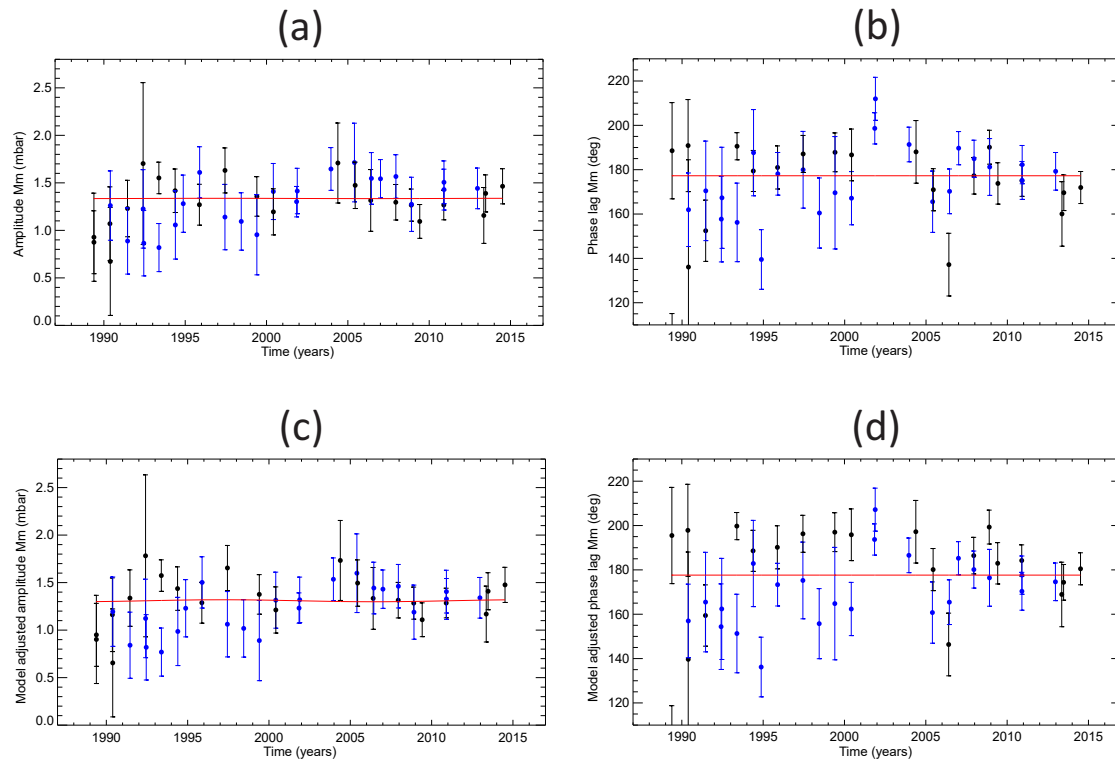 (a)
(b)
Amplitude Mm (mbar)
2.5
2.0
1.5
1.0
0.5
0.0
1990 1995 2000 2005 2010 2015
Time (years)
Phase lag Mm (deg)
220
200
180
160
140
120
1990 1995 2000 2005 2010 2015
Time (years)
(c)
(d)
Model adjusted amplitude Mm (mbar)
2.5
2.0
1.5
1.0
0.5
0.0
1990 1995 2000 2005 2010 2015
Time (years)
Model adjusted phase lag Mm (deg)
220
200
180
160
140
120
1990 1995 2000 2005 2010 2015
Time (years)